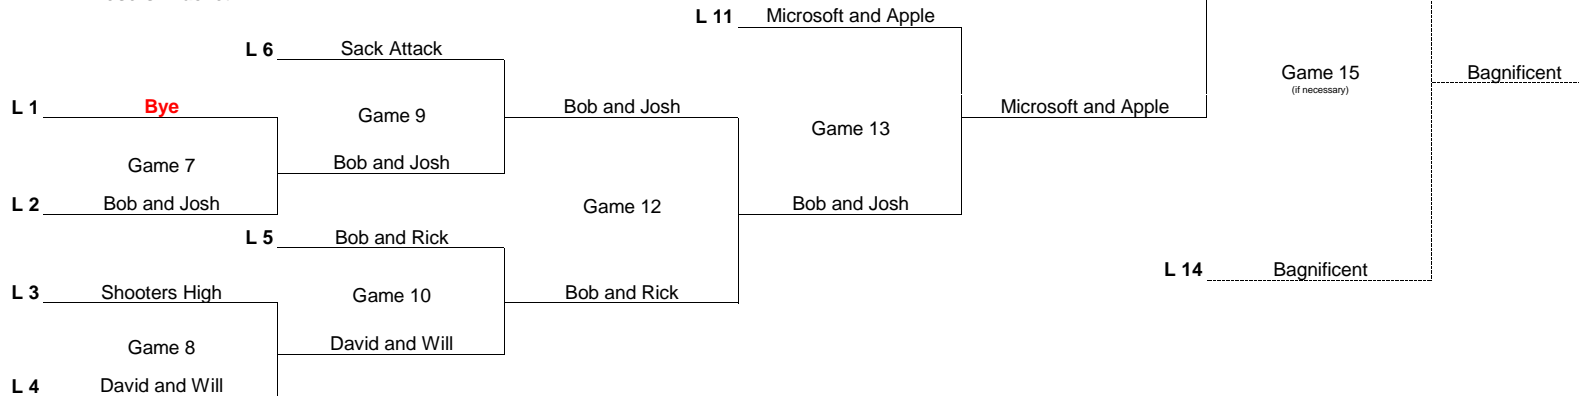 L 11 Microsoft and Apple
L 6 Sack Attack
Game 15 Bagnificent
(if necessary)
L 1 Bye Bob and Josh Microsoft and Apple
Game 9
Game 13
Game 7 Bob and Josh
L 2 Bob and Josh Game 12 Bob and Josh
L 5 Bob and Rick
L 14 Bagnificent
L 3 Shooters High Game 10 Bob and Rick
Game 8 David and Will
L 4 David and Will